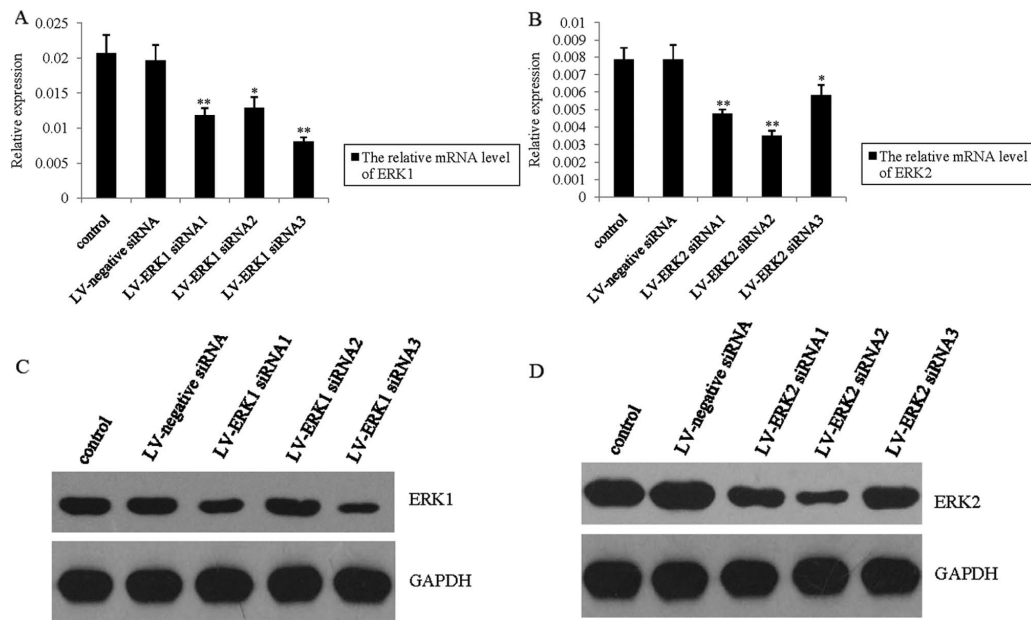 A
Relative expression
0.025
0.02
0.015
0.01
0.005
0
**
*
**
control
LV-negative siRNA
LV-ERK1 siRNA1
LV-ERK1 siRNA2
LV-ERK1 siRNA3
The relative mRNA level
of ERK1
B
Relative expression
0.01
0.009
0.008
0.007
0.006
0.005
0.004
0.003
0.002
0.001
0
**
**
*
control
LV-negative siRNA
LV-ERK2 siRNA1
LV-ERK2 siRNA2
LV-ERK2 siRNA3
The relative mRNA level
of ERK2
C
control
LV-negative siRNA
LV-ERK1 siRNA1
LV-ERK1 siRNA2
LV-ERK1 siRNA3
ERK1
GAPDH
D
control
LV-negative siRNA
LV-ERK2 siRNA1
LV-ERK2 siRNA2
LV-ERK2 siRNA3
ERK2
GAPDH